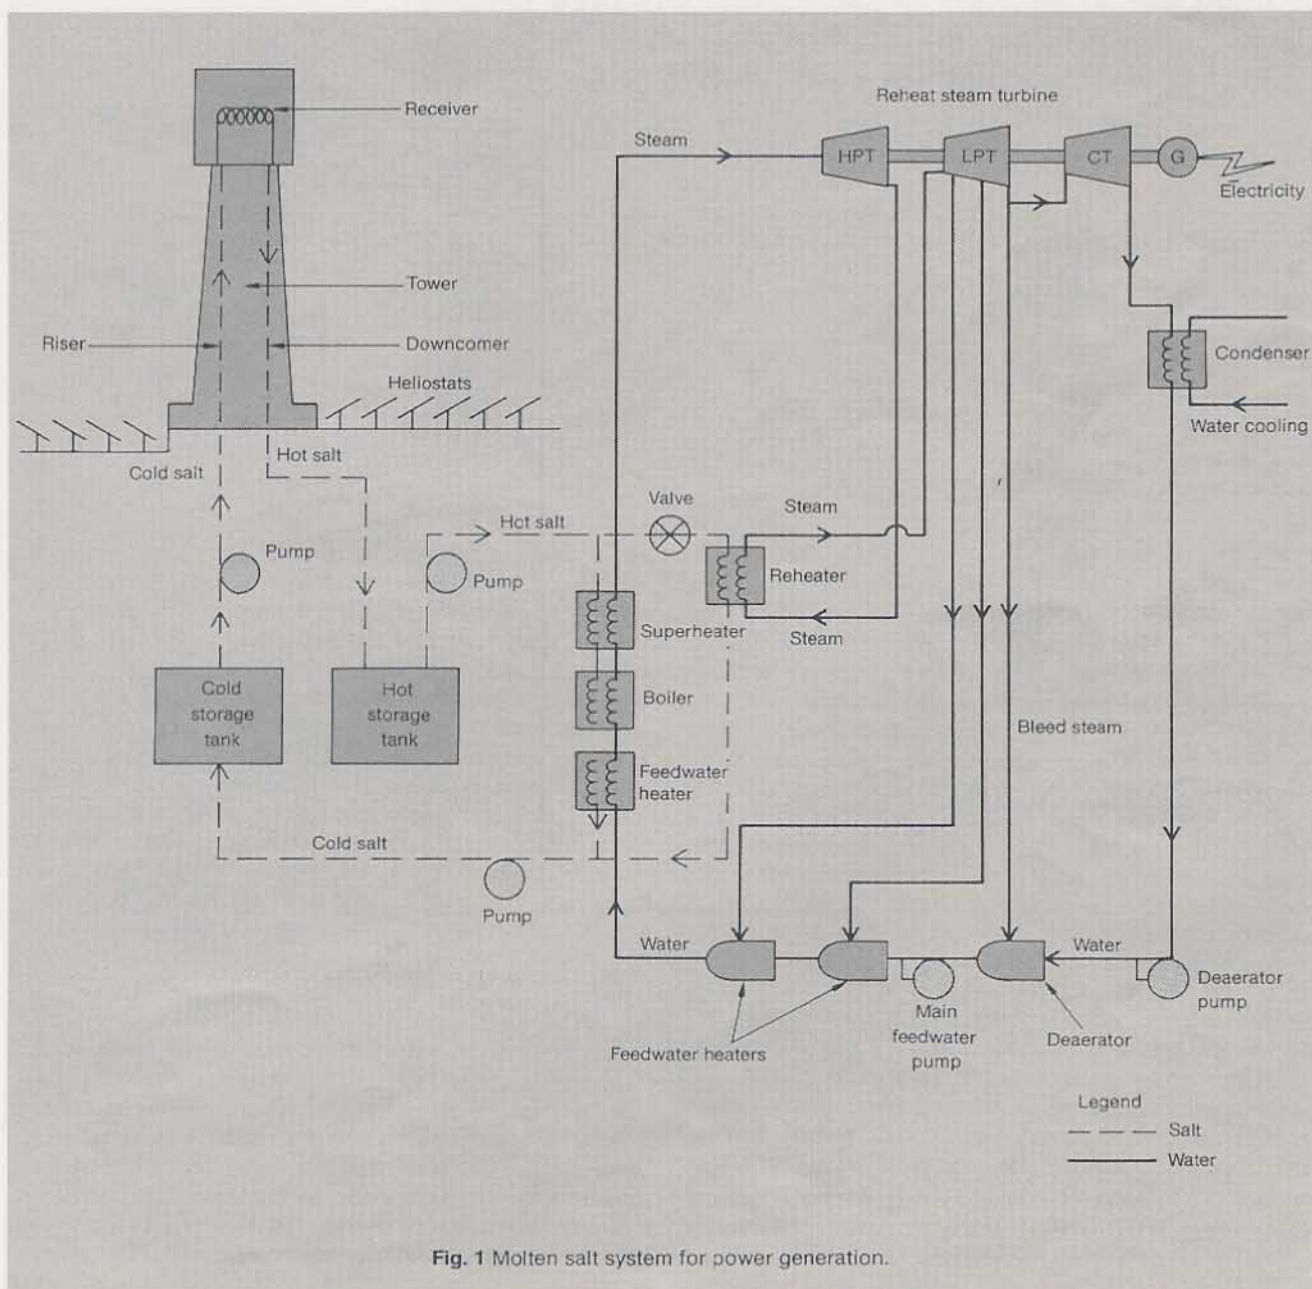 Receiver
Reheat steam turbine
Steam
HPT
LPT
CT
G
Electricity
Tower
Riser
Downcomer
Heliostats
Condenser
Water cooling
Cold salt
Hot salt
Valve
Steam
Hot salt
Pump
Pump
Reheater
Steam
Superheater
Cold
storage
tank
Hot
storage
tank
Boiler
Bleed steam
Feedwater
heater
Cold salt
Pump
Water
Water
Deaerator
pump
Main
feedwater
pump
Deaerator
Feedwater heaters
Legend
Salt
Water
Fig. 1 Molten salt system for power generation.